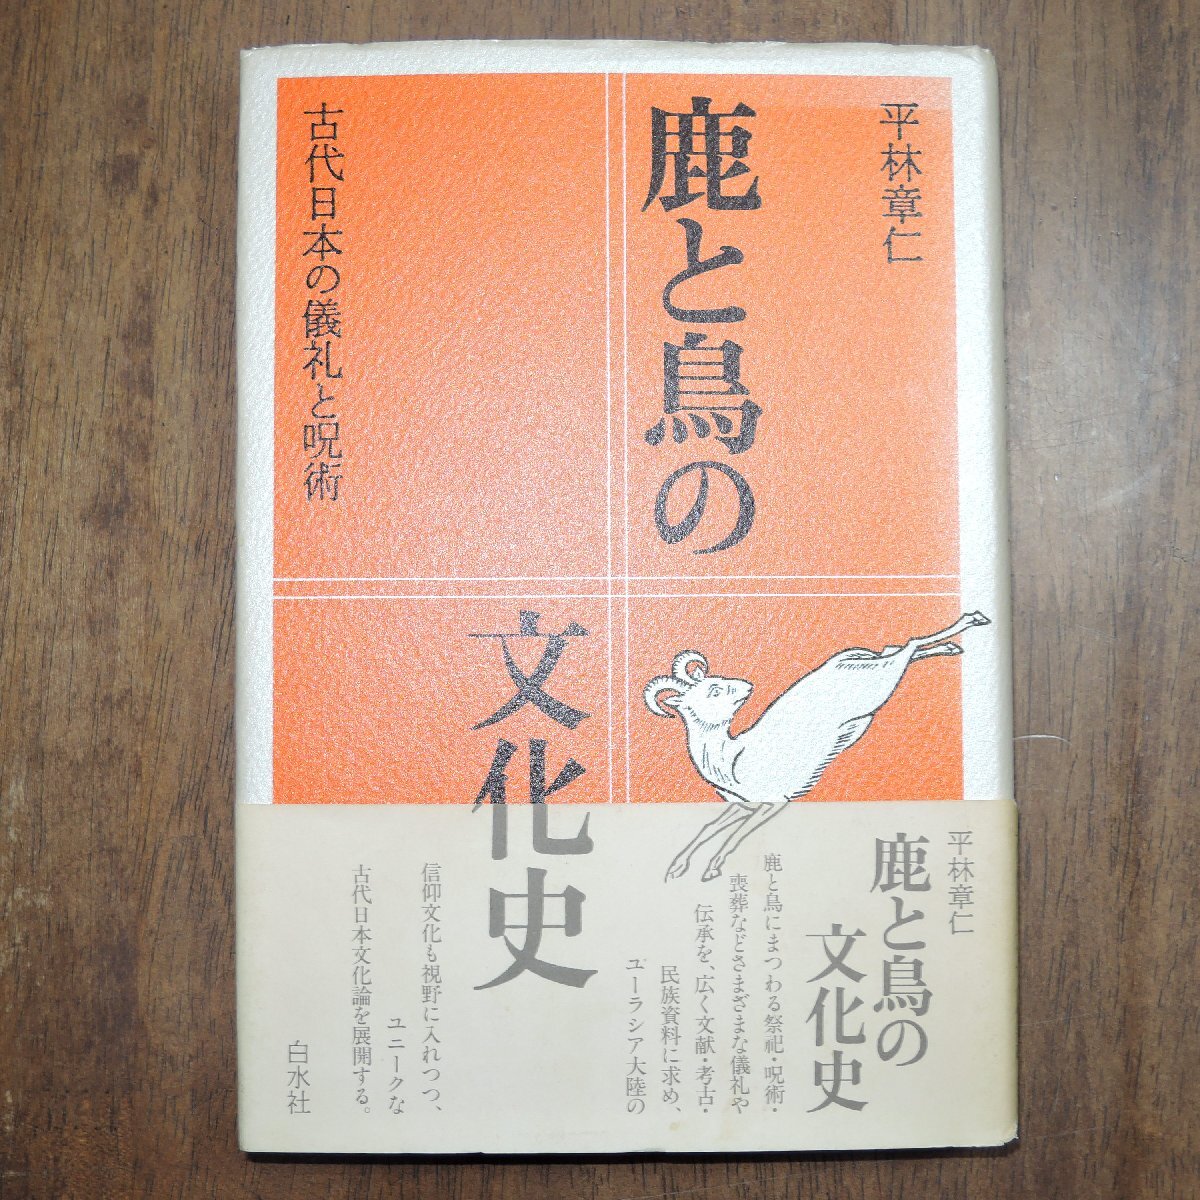 平林章仁
鹿と鳥の
文化史
古代日本の儀礼と呪術
平林章仁
鹿と鳥の
文化史
鹿と鳥にまつわる祭祀・呪術・
喪葬などさまざまな儀礼や
伝承を、広く文献・考古・
民族資料に求め、
ユーラシア大陸の
信仰文化も視野に入れつつ、
ユニークな
古代日本文化論を展開する。
白水社